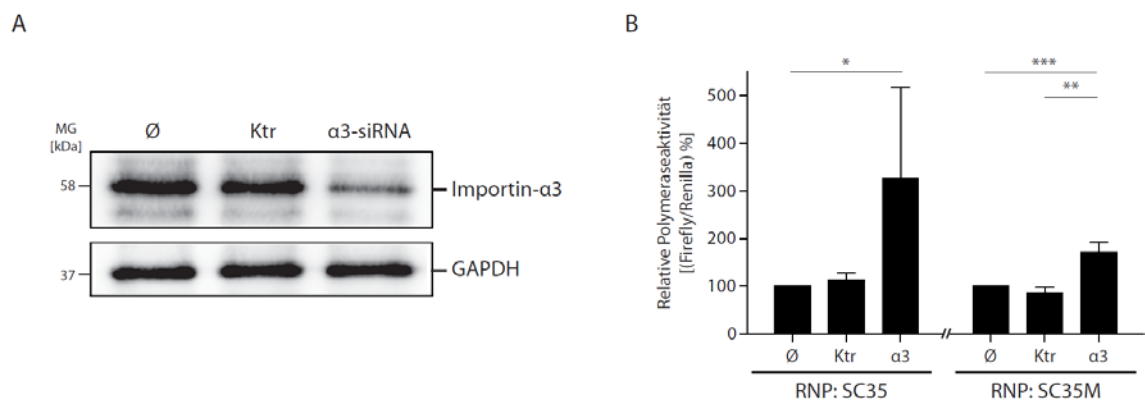 A
MG
[kDa]
Ø Ktr α3-siRNA
58
Importin-α3
37
GAPDH
B
Relative Polymeraseaktivität
[(Firefly/Renilla) %]
500
400
300
200
100
0
*
***
**
Ø Ktr α3 Ø Ktr α3
RNP: SC35 RNP: SC35M